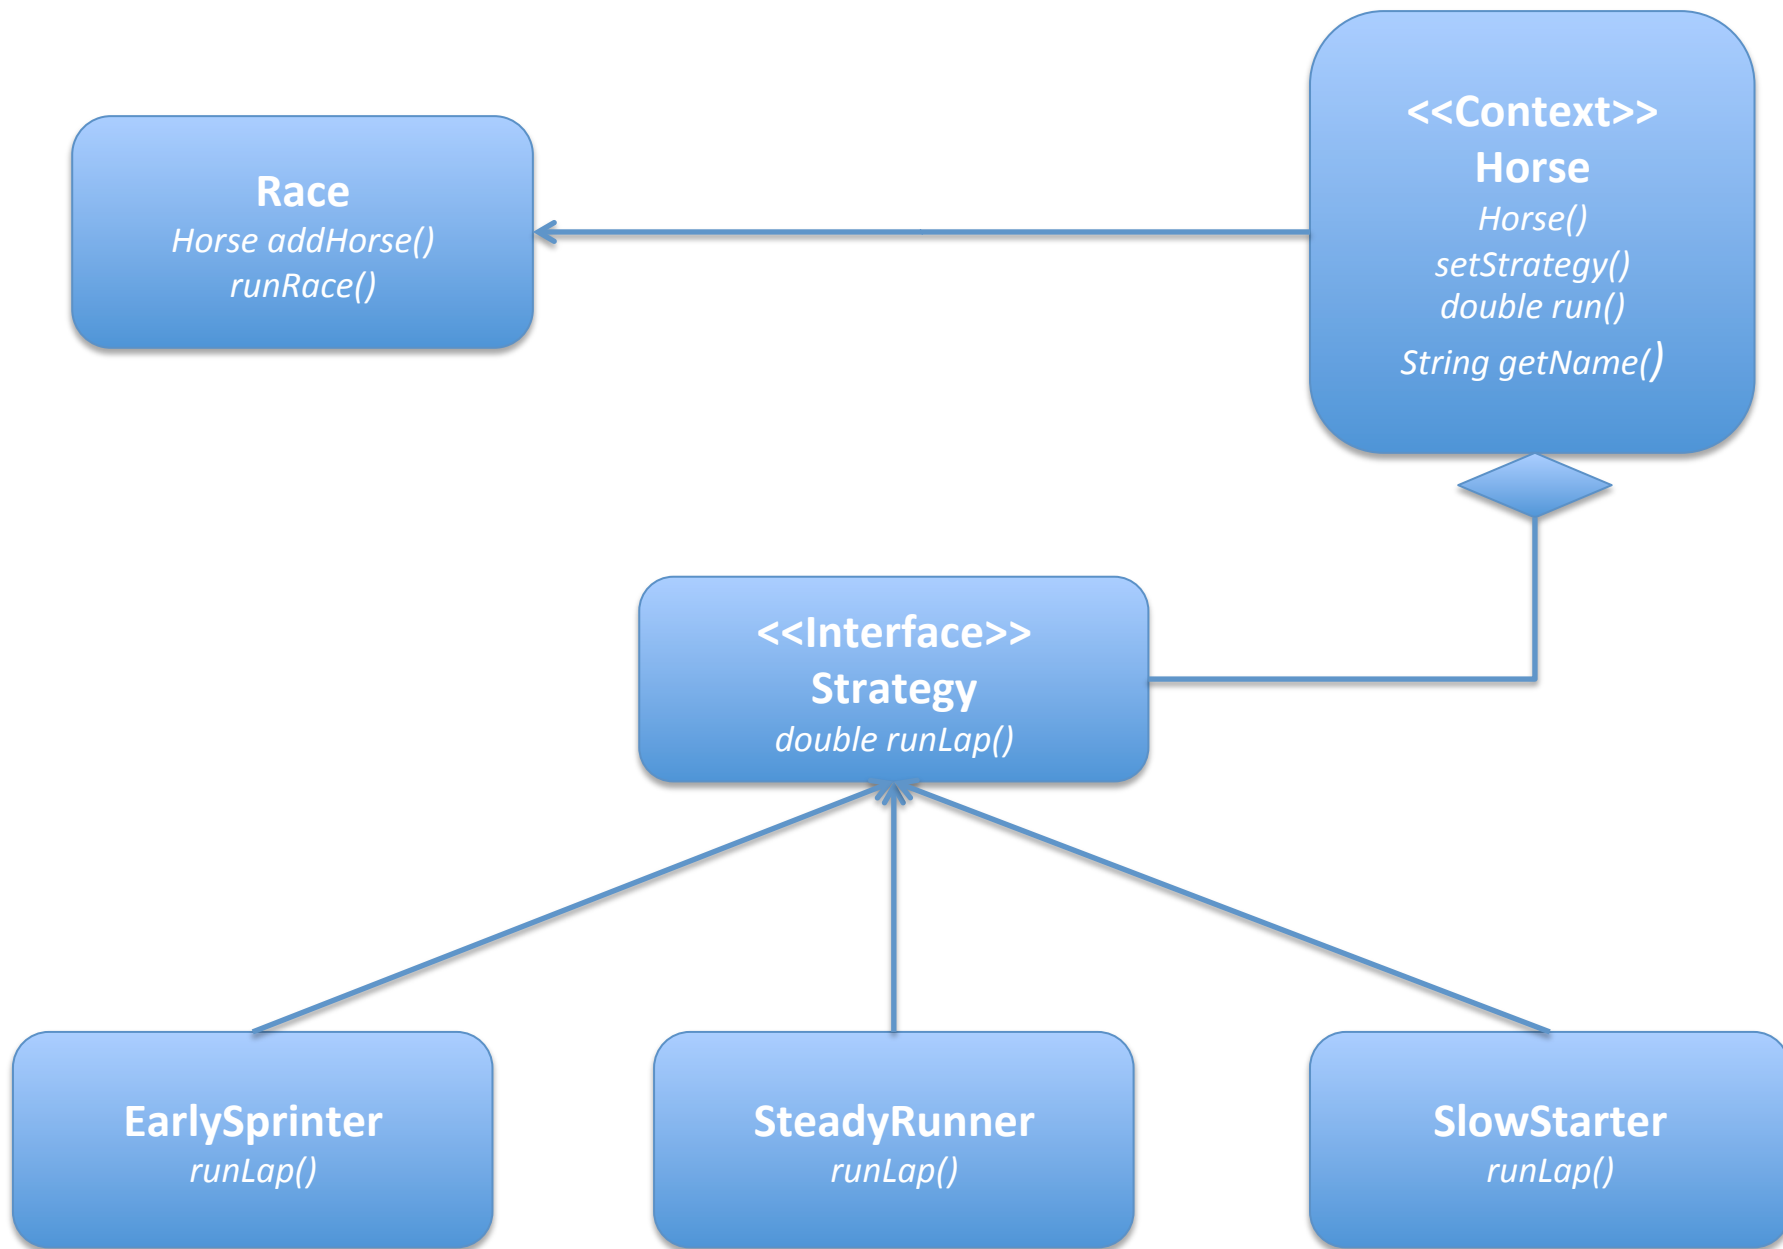 Race
Horse addHorse()
runRace()
<<Context>>
Horse
Horse()
setStrategy()
double run()
String getName()
<<Interface>>
Strategy
double runLap()
EarlySprinter
runLap()
SteadyRunner
runLap()
SlowStarter
runLap()